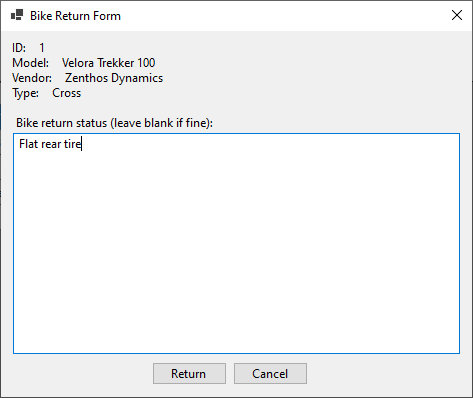 Bike Return Form
ID: 1
Model: Velora Trekker 100
Vendor: Zenthos Dynamics
Type: Cross
Bike return status (leave blank if fine):
Flat rear tire
Return Cancel